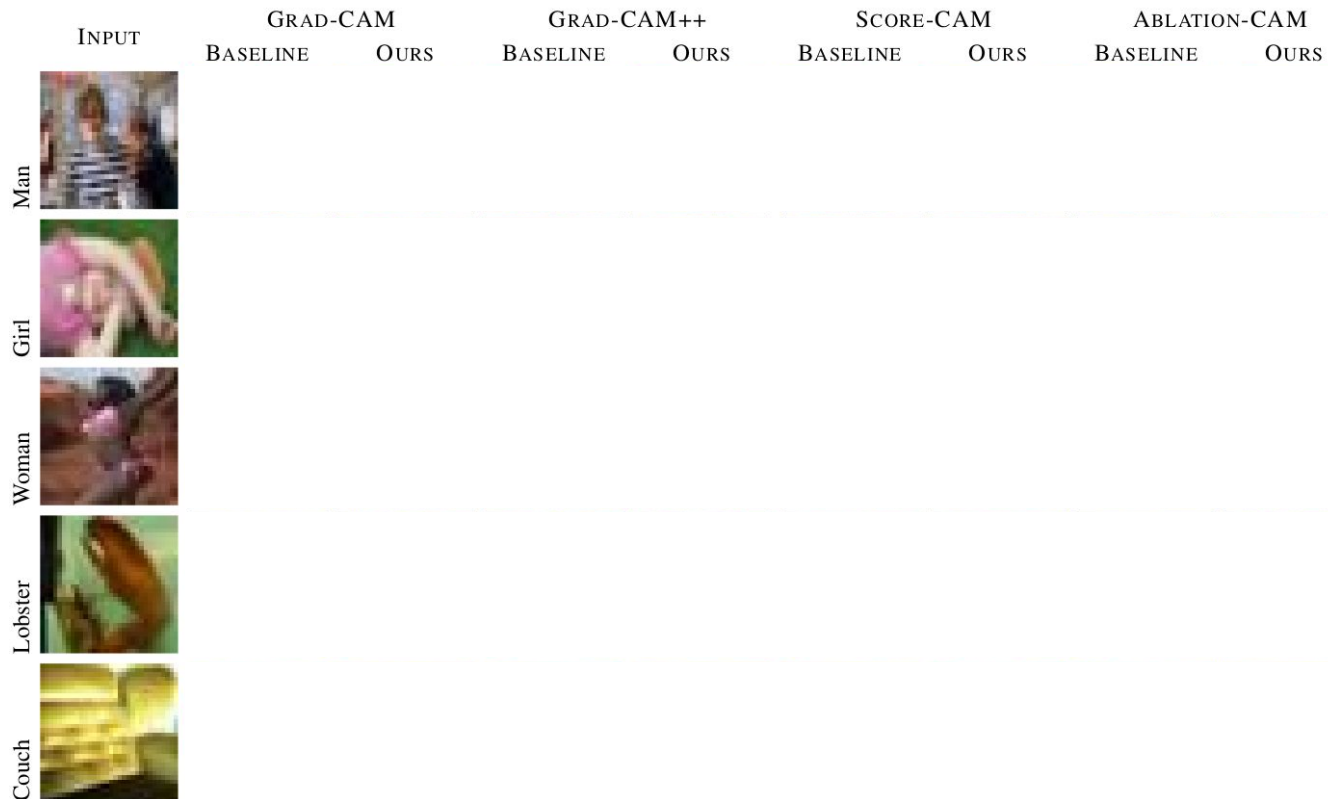 INPUT
GRAD-CAM GRAD-CAM++ SCORE-CAM ABLATION-CAM
BASELINE OURS BASELINE OURS BASELINE OURS BASELINE OURS
Man
Girl
Woman
Lobster
Couch